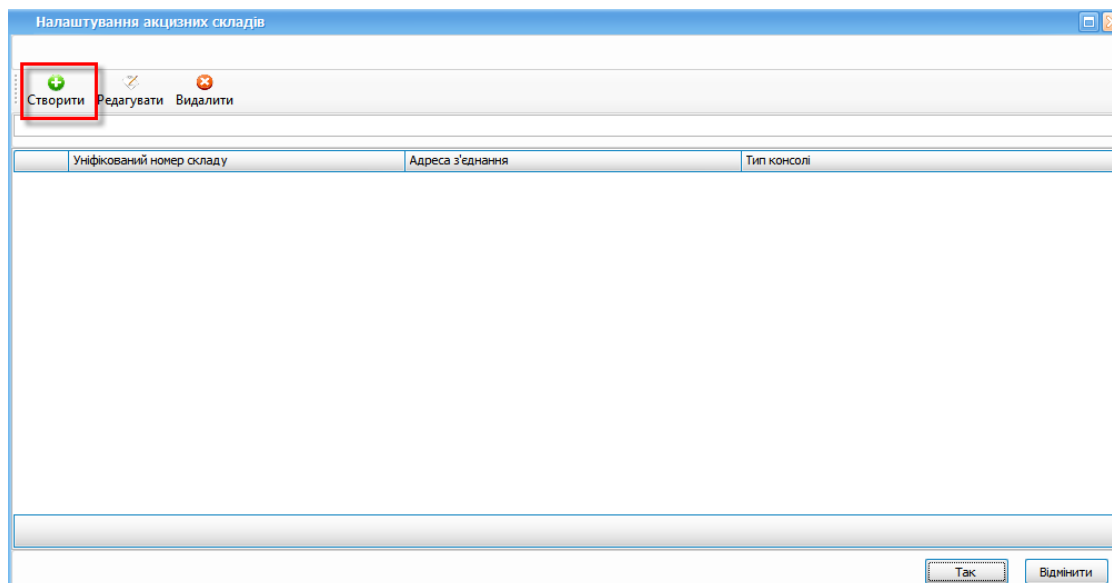 Налаштування акцизних складів
Створити Редагувати Видалити
Уніфікований номер складу Адреса з'єднання Тип консолі
Так Відмінити